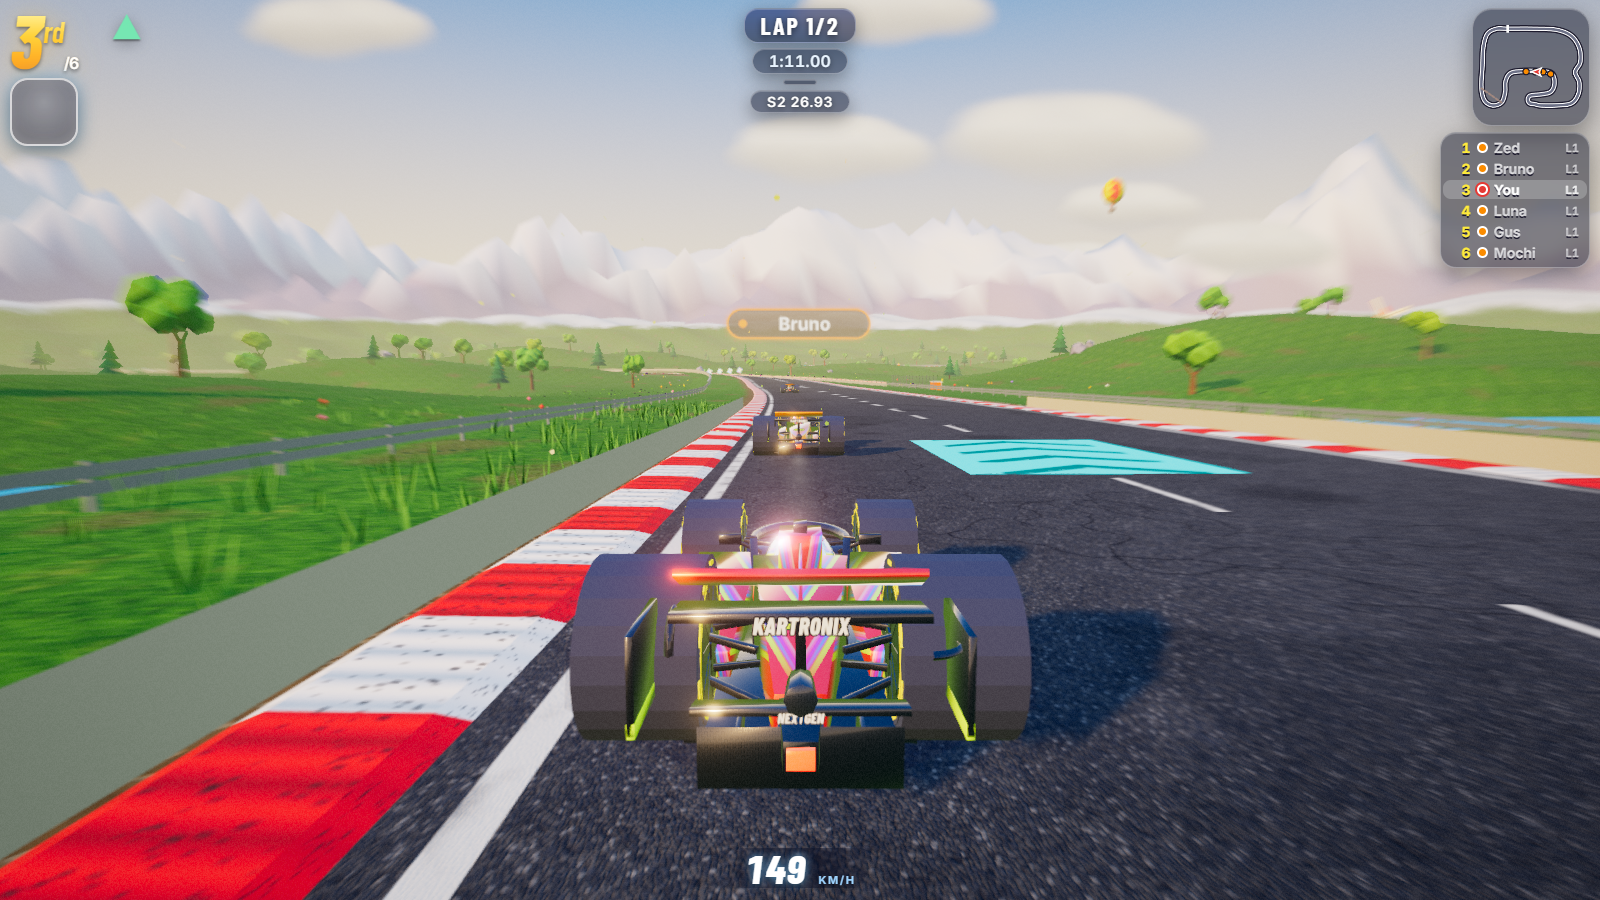 3rd
/6
LAP 1/2
1:11.00
S2 26.93
1 Zed L1
2 Bruno L1
3 You L1
4 Luna L1
5 Gus L1
6 Mochi L1
Bruno
KARTRONIX
NEXTGEN
149 KM/H